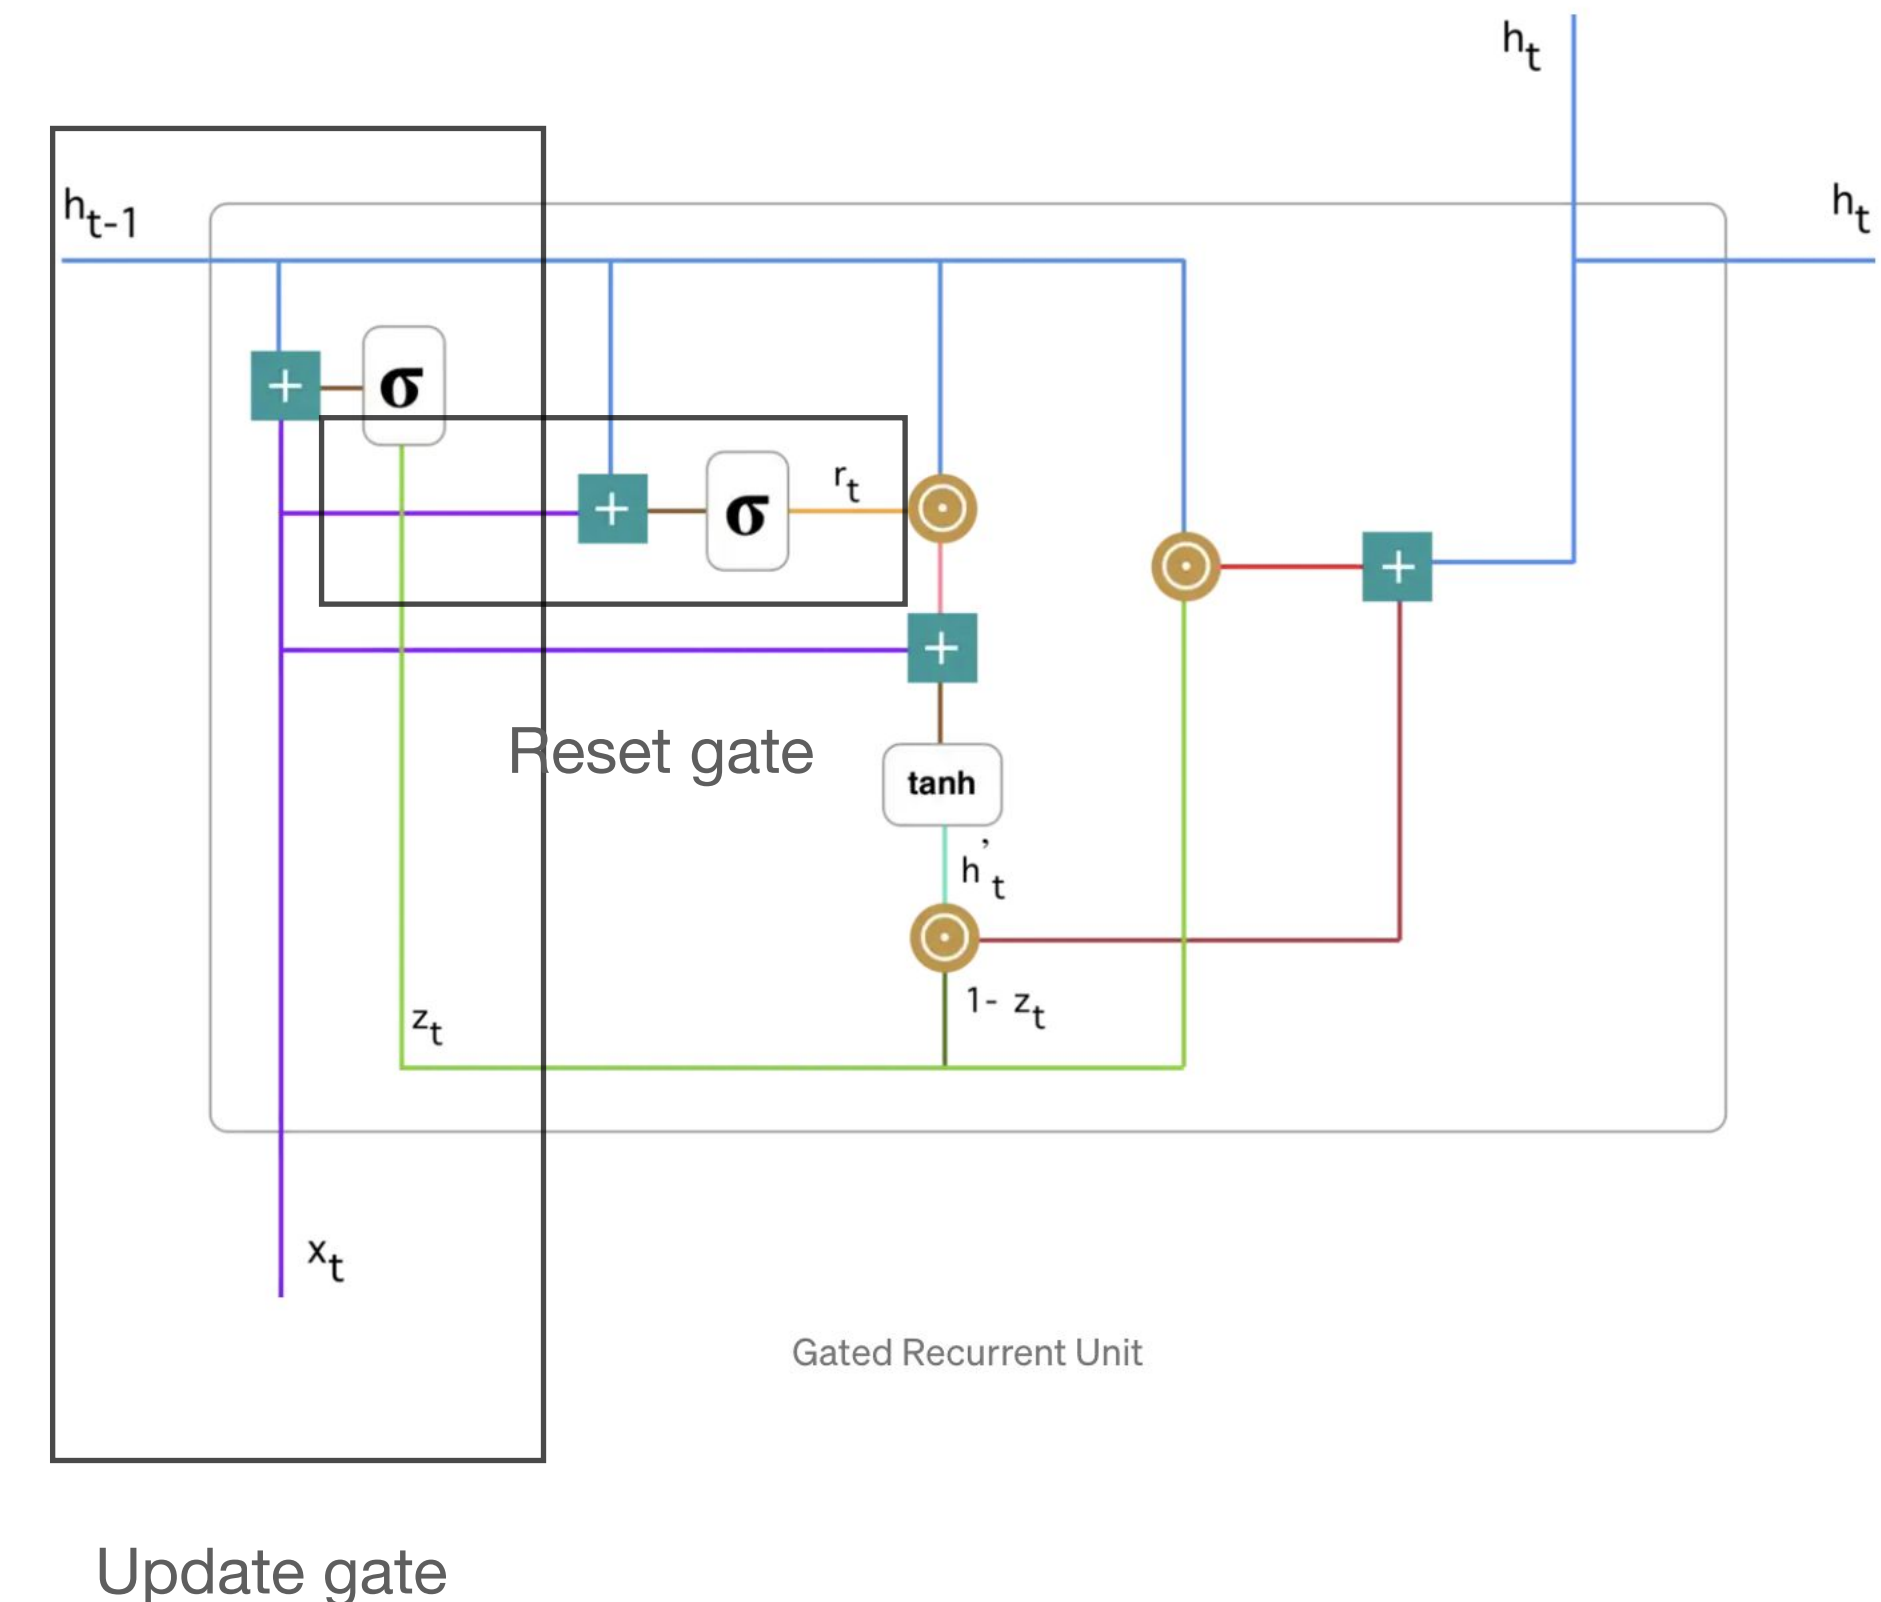 h_t
h_t-1
h_t
σ
r_t
σ
Reset gate
tanh
h'_t
1- z_t
z_t
x_t
Gated Recurrent Unit
Update gate